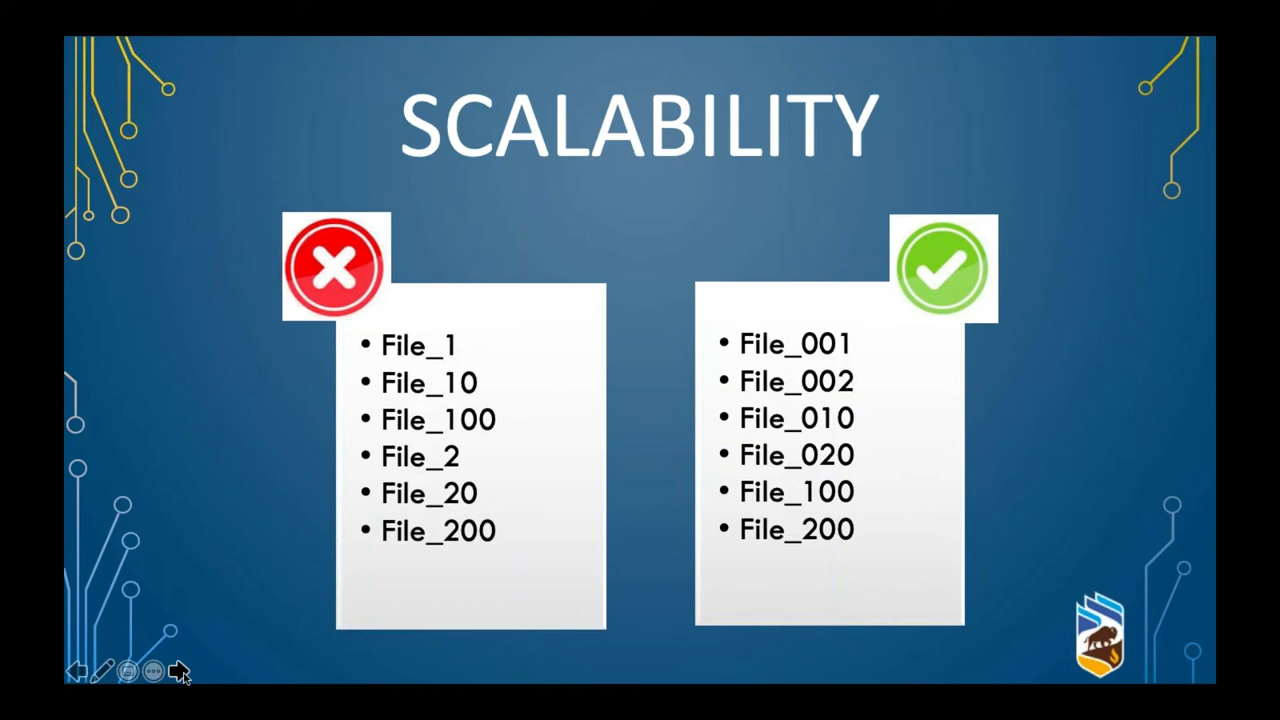 SCALABILITY
• File_1
• File_10
• File_100
• File_2
• File_20
• File_200
• File_001
• File_002
• File_010
• File_020
• File_100
• File_200